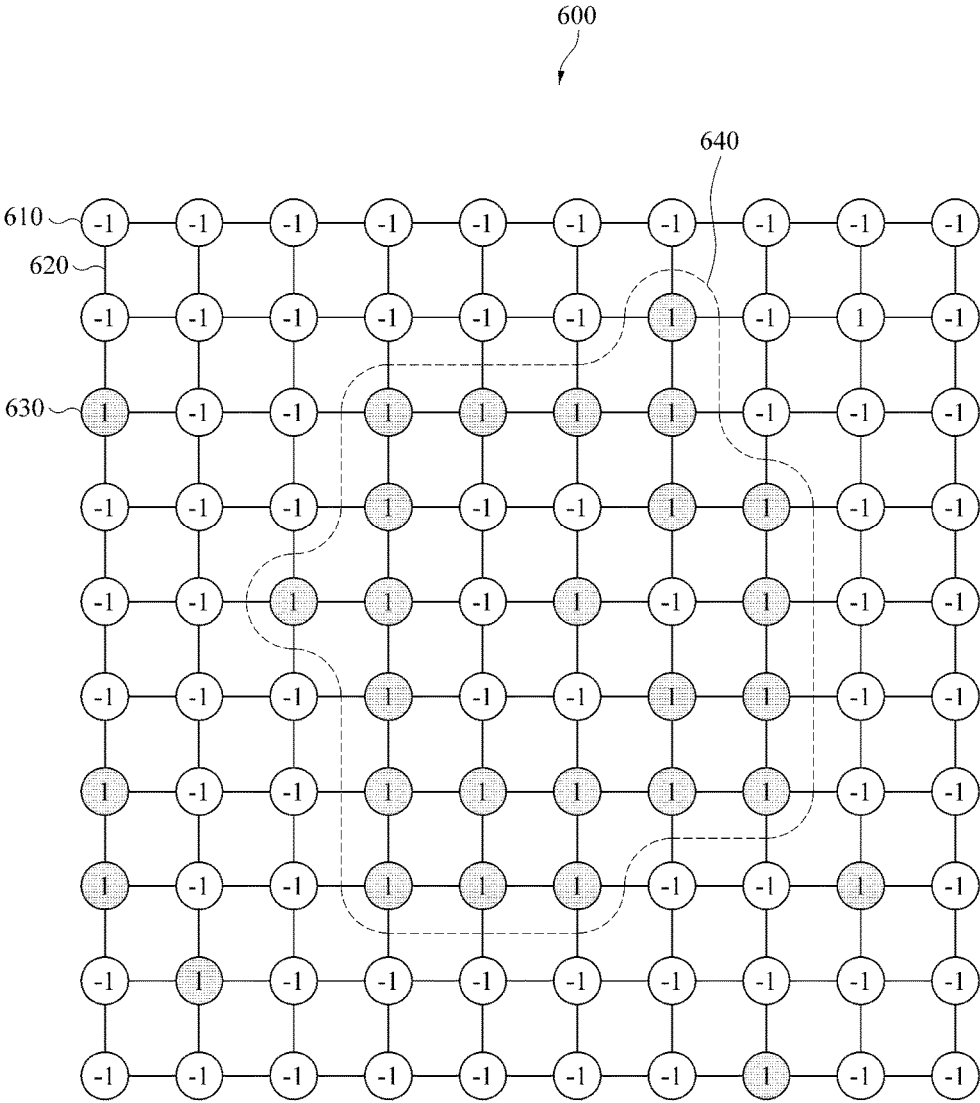 600
640
610 -1 -1 -1 -1 -1 -1 -1 -1 -1 -1
620
-1 -1 -1 -1 -1 -1 1 -1 1 -1
630 1 -1 -1 1 1 1 1 -1 -1 -1
-1 -1 -1 1 -1 -1 1 1 -1 -1
-1 -1 1 1 -1 1 -1 1 -1 -1
-1 -1 -1 1 -1 -1 1 1 -1 -1
1 -1 -1 1 1 1 1 1 -1 -1
1 -1 -1 1 1 1 -1 -1 1 -1
-1 1 -1 -1 -1 -1 -1 -1 -1 -1
-1 -1 -1 -1 -1 -1 -1 1 -1 -1